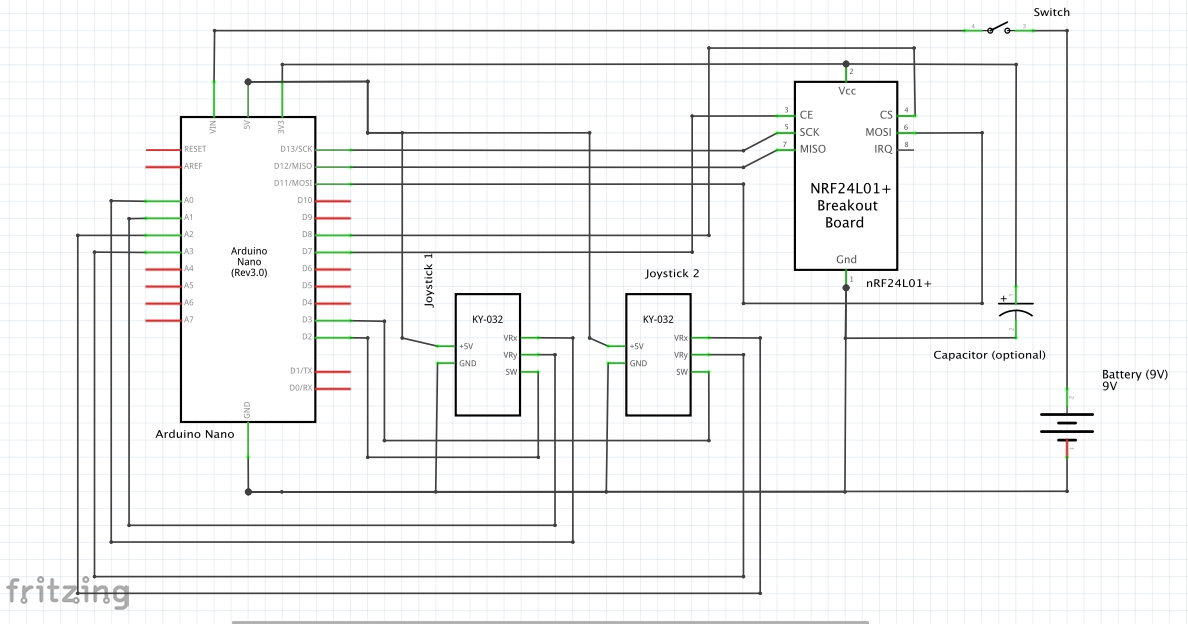 Switch
4
3
2
Vcc
VIN
5V
3V3
3
CE
CS
4
5
SCK
MOSI
6
7
MISO
IRQ
8
RESET
AREF
D13/SCK
D12/MISO
D11/MOSI
A0
D10
A1
D9
A2
D8
A3
D7
A4
D6
A5
D5
A6
D4
A7
D3
D2
D1/TX
D0/RX
GND
Arduino
Nano
(Rev3.0)
Arduino Nano
NRF24L01+
Breakout
Board
Gnd
1
nRF24L01+
Joystick 1
KY-032
VRx
+5V
VRy
GND
SW
Joystick 2
KY-032
VRx
+5V
VRy
GND
SW
1
+
2
Capacitor (optional)
Battery (9V)
9V
2
1
fritzing